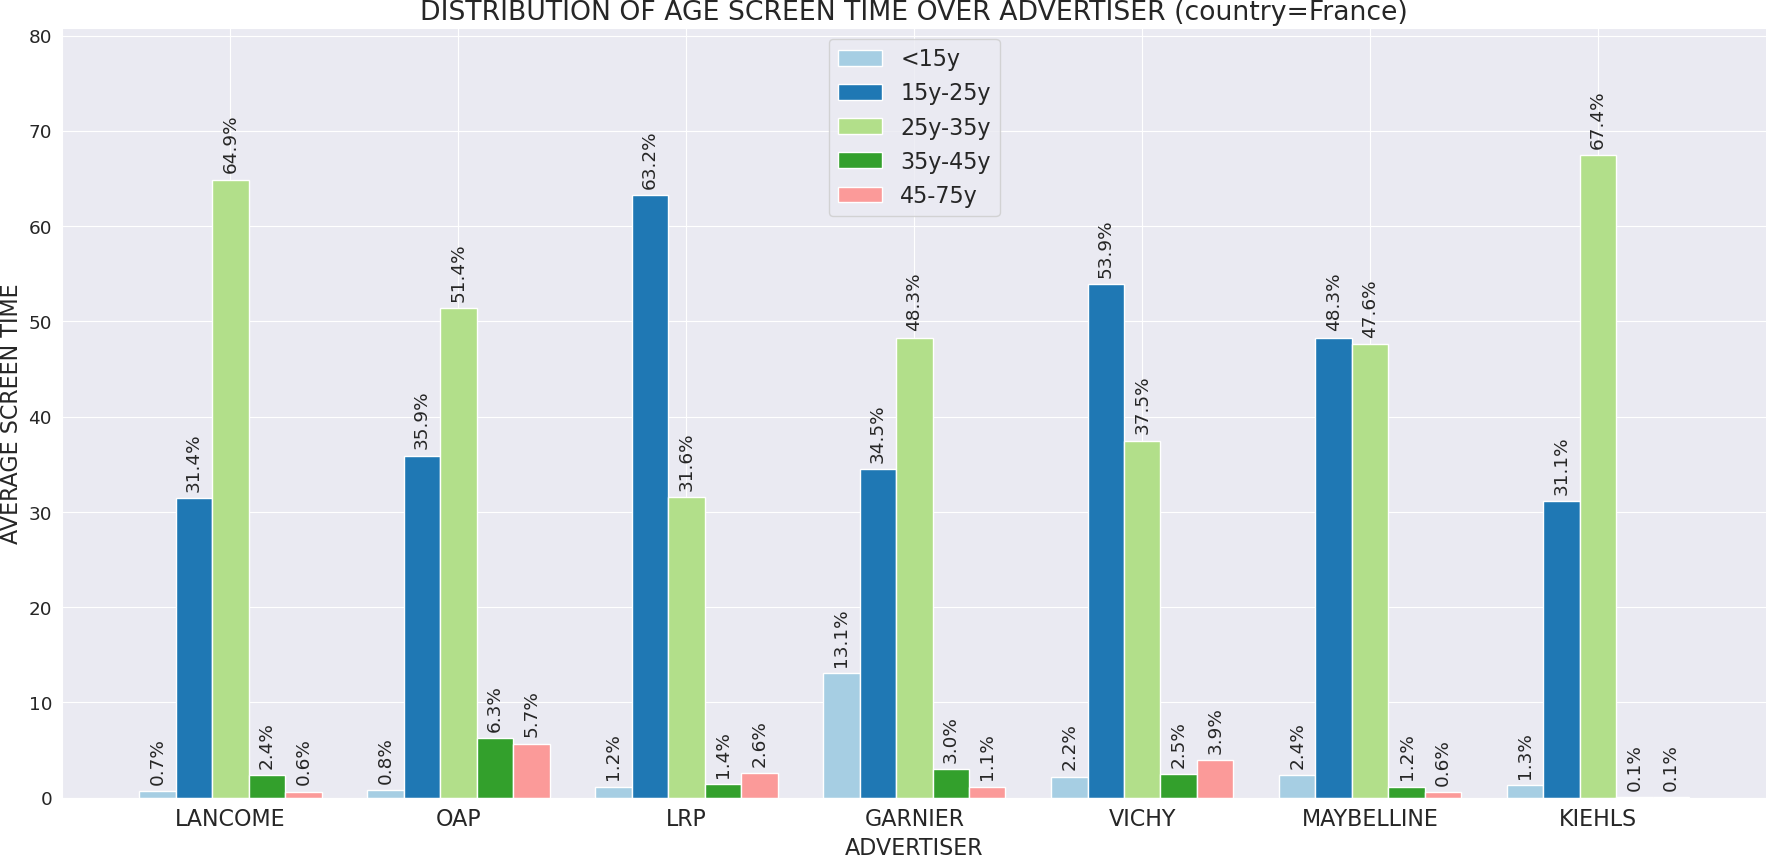 DISTRIBUTION OF AGE SCREEN TIME OVER ADVERTISER (country=France)
<15y
15y-25y
25y-35y
35y-45y
45-75y
AVERAGE SCREEN TIME
80
70
60
50
40
30
20
10
0
0.7%
31.4%
64.9%
2.4%
0.6%
0.8%
35.9%
51.4%
6.3%
5.7%
1.2%
63.2%
31.6%
1.4%
2.6%
13.1%
34.5%
48.3%
3.0%
1.1%
2.2%
53.9%
37.5%
2.5%
3.9%
2.4%
48.3%
47.6%
1.2%
0.6%
1.3%
31.1%
67.4%
0.1%
0.1%
LANCOME
OAP
LRP
GARNIER
VICHY
MAYBELLINE
KIEHLS
ADVERTISER